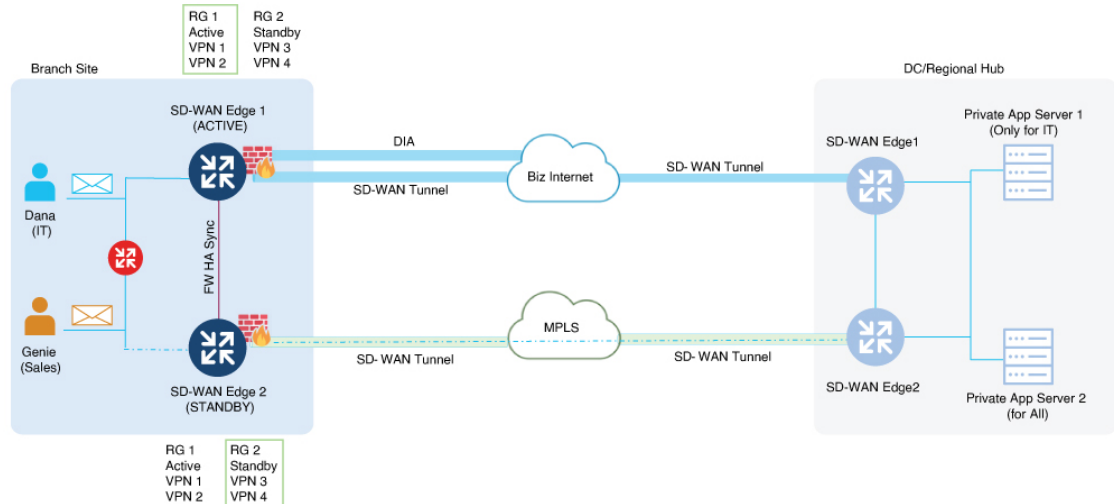 RG 1
Active
VPN 1
VPN 2
RG 2
Standby
VPN 3
VPN 4
Branch Site
DC/Regional Hub
SD-WAN Edge 1
(ACTIVE)
DIA
SD-WAN Tunnel
Biz Internet
SD- WAN Tunnel
SD-WAN Edge1
Private App Server 1
(Only for IT)
Dana
(IT)
FW HA Sync
Genie
(Sales)
SD-WAN Edge 2
(STANDBY)
SD- WAN Tunnel
MPLS
SD- WAN Tunnel
SD-WAN Edge2
Private App Server 2
(for All)
RG 1
Active
VPN 1
VPN 2
RG 2
Standby
VPN 3
VPN 4